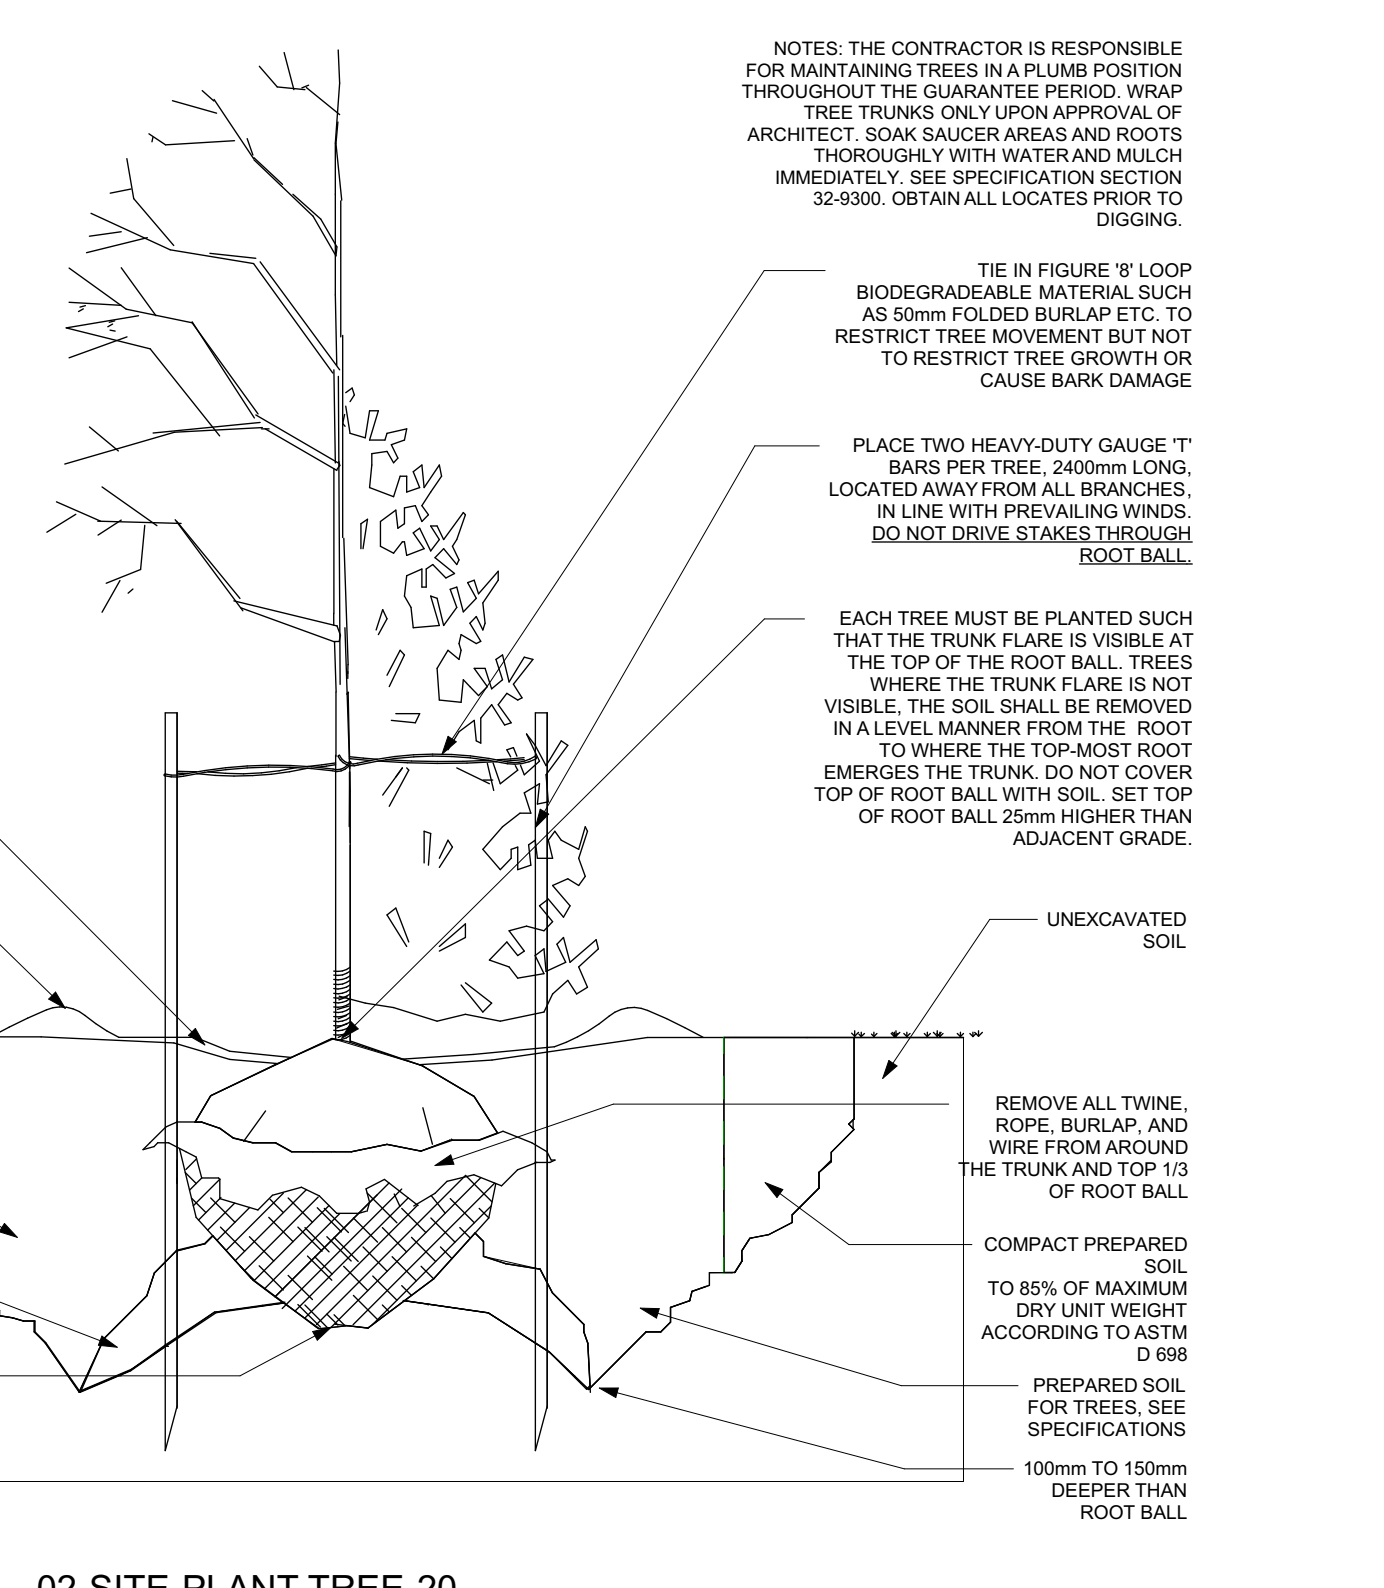 NOTES: THE CONTRACTOR IS RESPONSIBLE
FOR MAINTAINING TREES IN A PLUMB POSITION
THROUGHOUT THE GUARANTEE PERIOD. WRAP
TREE TRUNKS ONLY UPON APPROVAL OF
ARCHITECT. SOAK SAUCER AREAS AND ROOTS
THOROUGHLY WITH WATER AND MULCH
IMMEDIATELY. SEE SPECIFICATION SECTION
32-9300. OBTAIN ALL LOCATES PRIOR TO
DIGGING.
TIE IN FIGURE '8' LOOP
BIODEGRADEABLE MATERIAL SUCH
AS 50mm FOLDED BURLAP ETC. TO
RESTRICT TREE MOVEMENT BUT NOT
TO RESTRICT TREE GROWTH OR
CAUSE BARK DAMAGE
PLACE TWO HEAVY-DUTY GAUGE 'T'
BARS PER TREE, 2400mm LONG,
LOCATED AWAY FROM ALL BRANCHES,
IN LINE WITH PREVAILING WINDS.
DO NOT DRIVE STAKES THROUGH
ROOT BALL.
EACH TREE MUST BE PLANTED SUCH
THAT THE TRUNK FLARE IS VISIBLE AT
THE TOP OF THE ROOT BALL. TREES
WHERE THE TRUNK FLARE IS NOT
VISIBLE, THE SOIL SHALL BE REMOVED
IN A LEVEL MANNER FROM THE ROOT
TO WHERE THE TOP-MOST ROOT
EMERGES THE TRUNK. DO NOT COVER
TOP OF ROOT BALL WITH SOIL. SET TOP
OF ROOT BALL 25mm HIGHER THAN
ADJACENT GRADE.
UNEXCAVATED
SOIL
REMOVE ALL TWINE,
ROPE, BURLAP, AND
WIRE FROM AROUND
THE TRUNK AND TOP 1/3
OF ROOT BALL
COMPACT PREPARED
SOIL
TO 85% OF MAXIMUM
DRY UNIT WEIGHT
ACCORDING TO ASTM
D 698
PREPARED SOIL
FOR TREES, SEE
SPECIFICATIONS
100mm TO 150mm
DEEPER THAN
ROOT BALL
02-SITE-PLANT-TREE-20